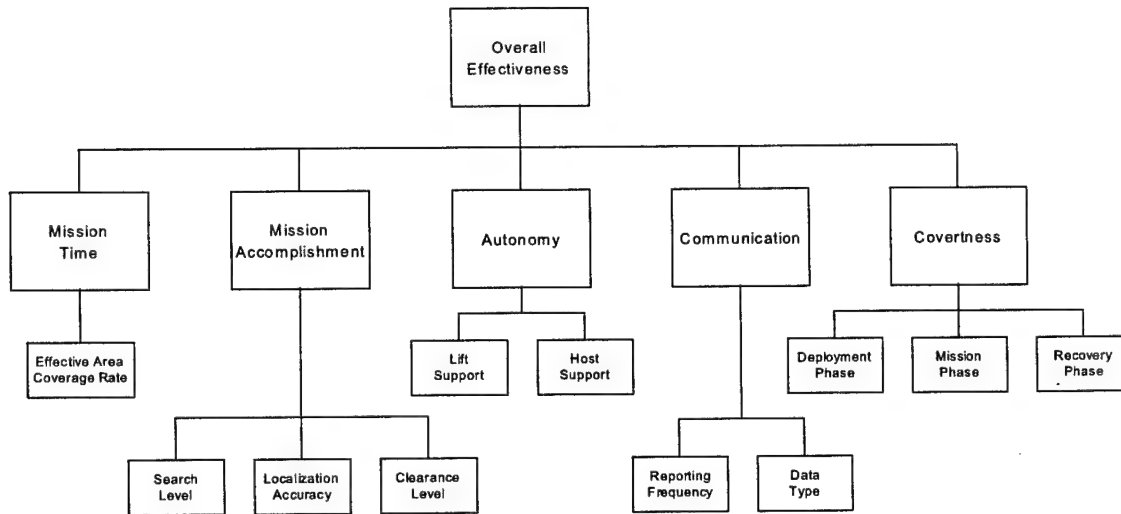 Overall
Effectiveness
Mission
Time
Mission
Accomplishment
Autonomy
Communication
Covertness
Effective Area
Coverage Rate
Lift
Support
Host
Support
Deployment
Phase
Mission
Phase
Recovery
Phase
Search
Level
Localization
Accuracy
Clearance
Level
Reporting
Frequency
Data
Type